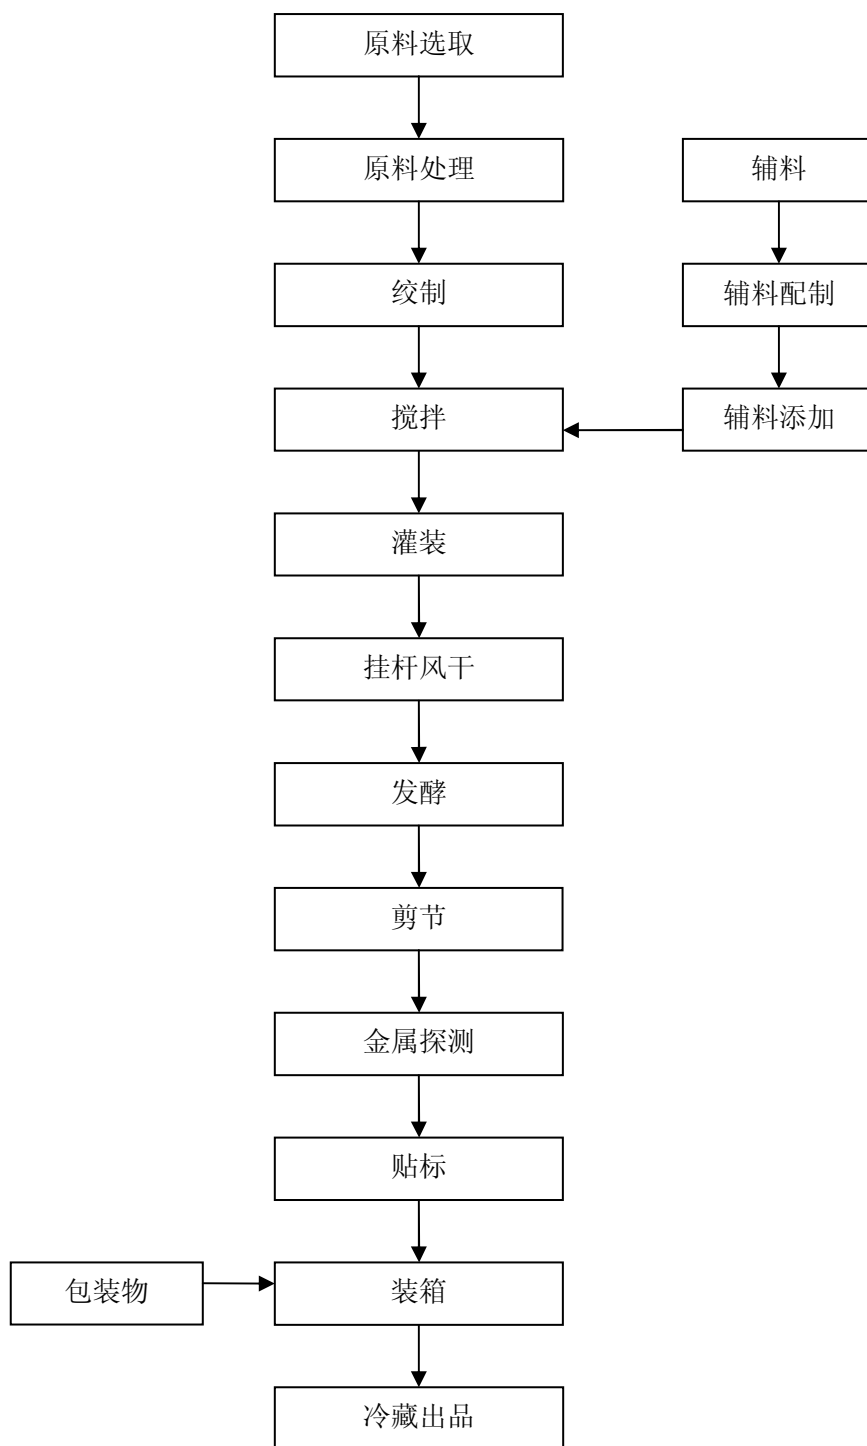 原料选取
原料处理
辅料
绞制
辅料配制
搅拌
辅料添加
灌装
挂杆风干
发酵
剪节
金属探测
贴标
包装物
装箱
冷藏出品